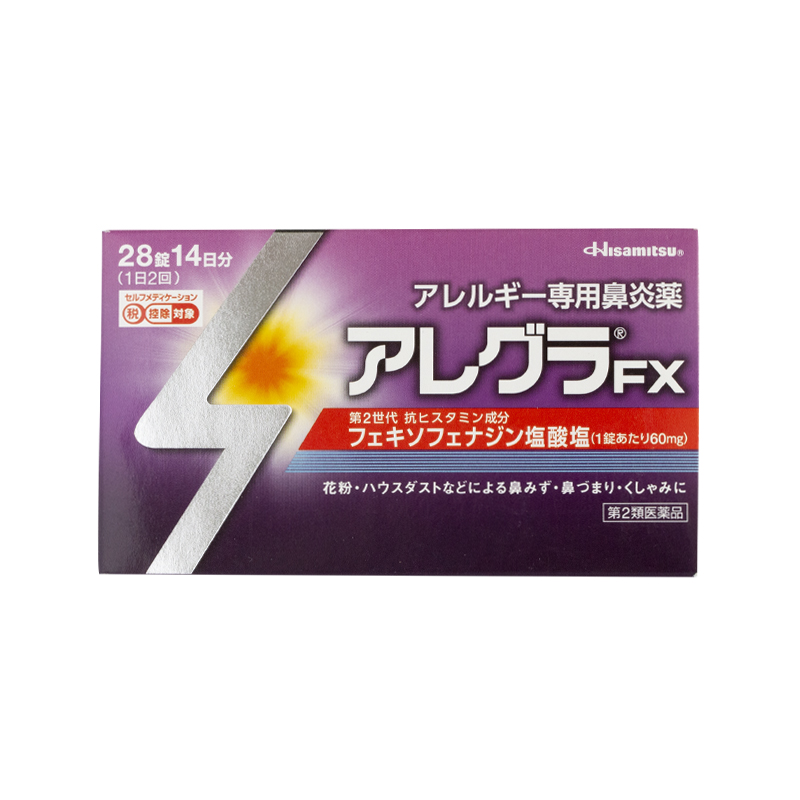 28錠14日分
(1日2回)
セルフメディケーション
税 控除 対象
Hisamitsu®
アレルギー専用鼻炎薬
アレグラ®FX
第2世代 抗ヒスタミン成分
フェキソフェナジン塩酸塩(1錠あたり60mg)
花粉・ハウスダストなどによる鼻みず・鼻づまり・くしゃみに
第2類医薬品